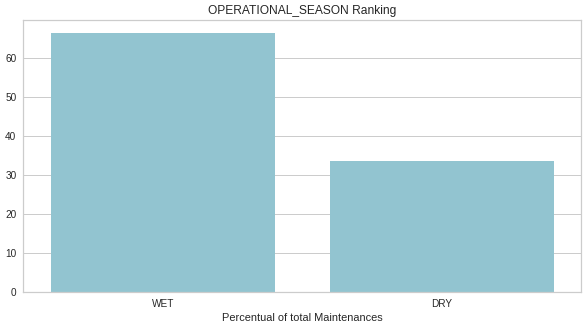 OPERATIONAL_SEASON Ranking
60
50
40
30
20
10
0
WET DRY
Percentual of total Maintenances